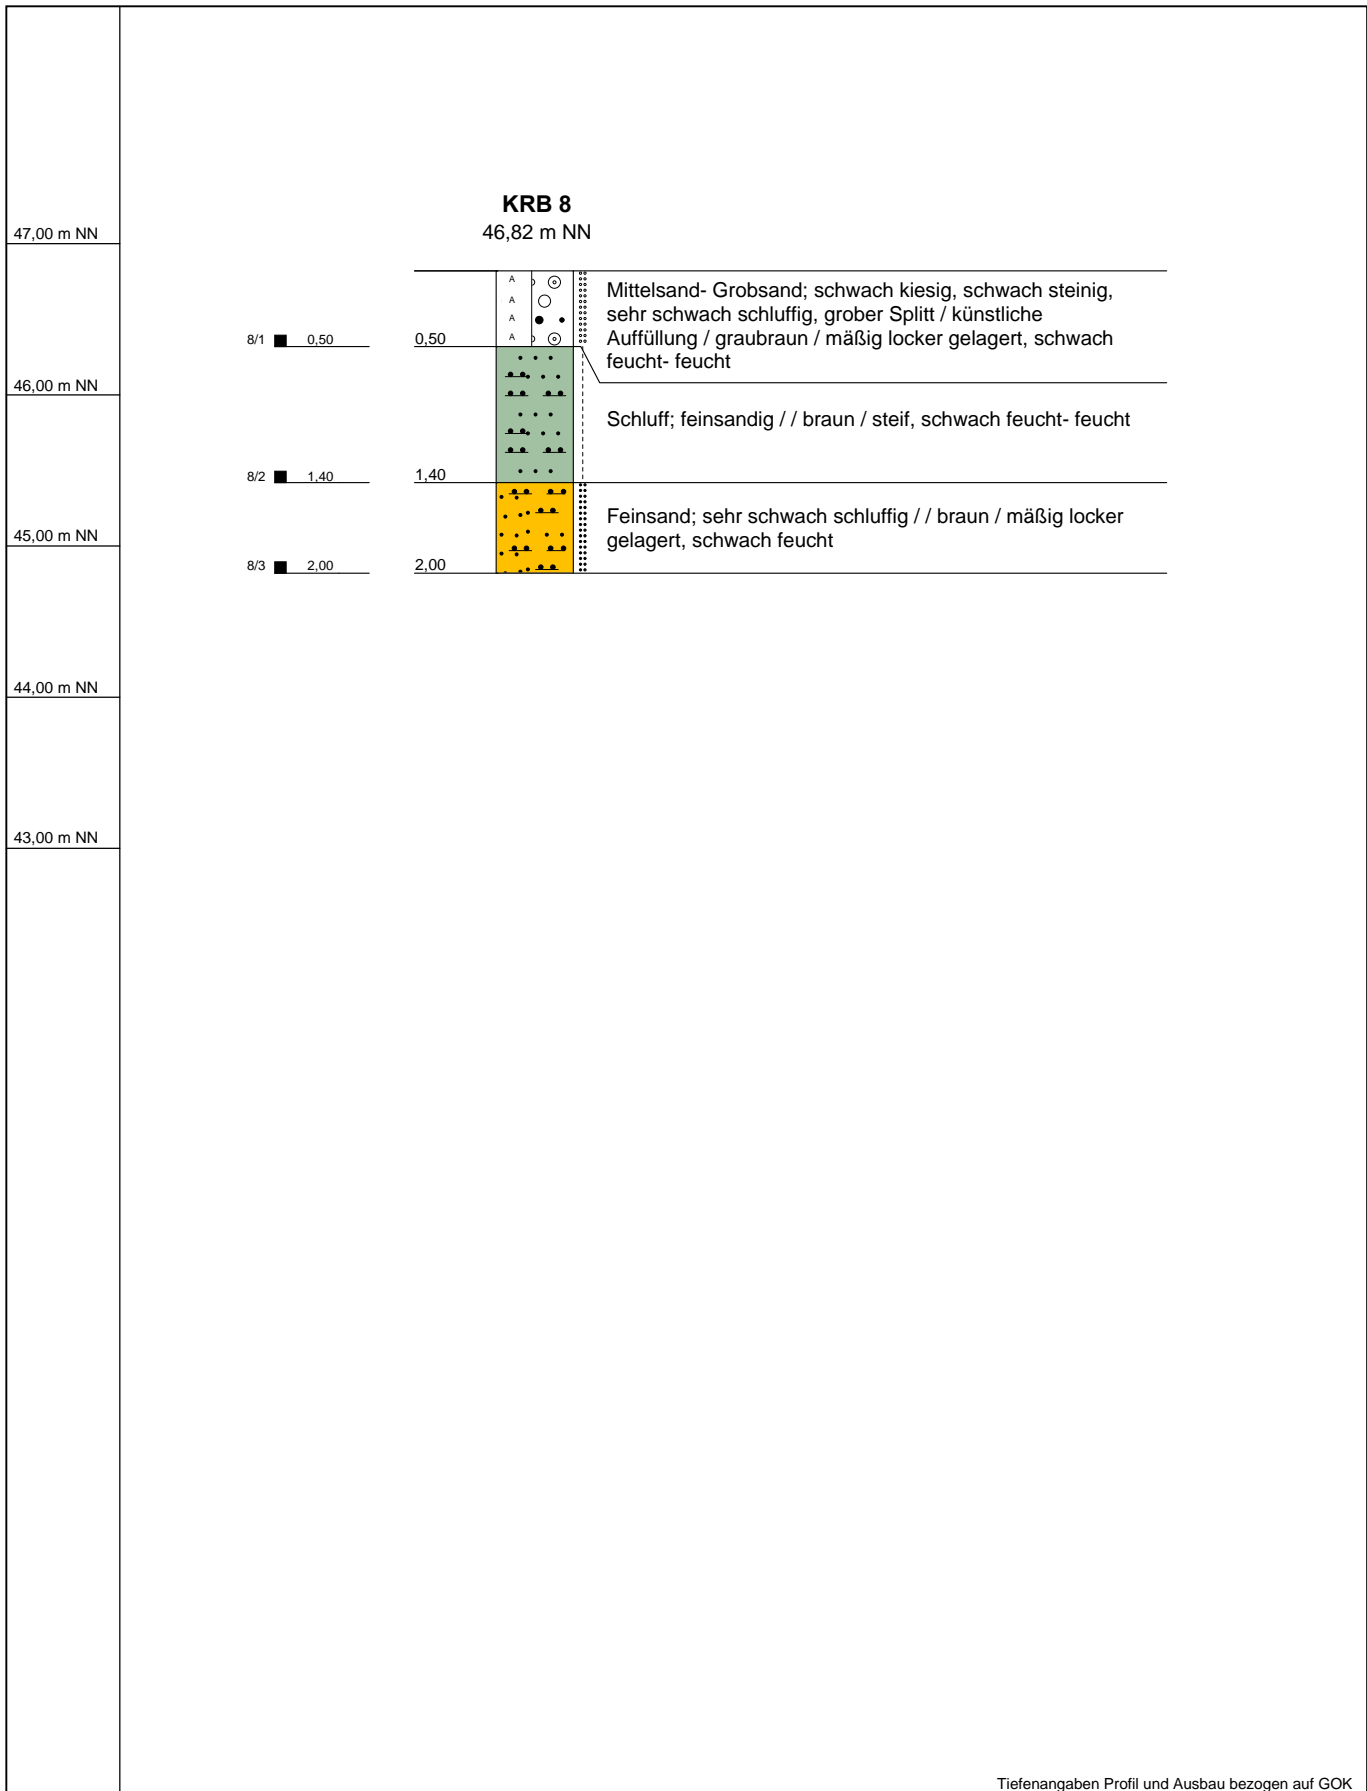 KRB 8
46,82 m NN
47,00 m NN
A
A
A
A
Mittelsand- Grobsand; schwach kiesig, schwach steinig,
sehr schwach schluffig, grober Splitt / künstliche
Auffüllung / graubraun / mäßig locker gelagert, schwach
feucht- feucht
8/1 0,50 0,50
46,00 m NN
Schluff; feinsandig / / braun / steif, schwach feucht- feucht
8/2 1,40 1,40
Feinsand; sehr schwach schluffig / / braun / mäßig locker
gelagert, schwach feucht
45,00 m NN
8/3 2,00 2,00
44,00 m NN
43,00 m NN
Tiefenangaben Profil und Ausbau bezogen auf GOK